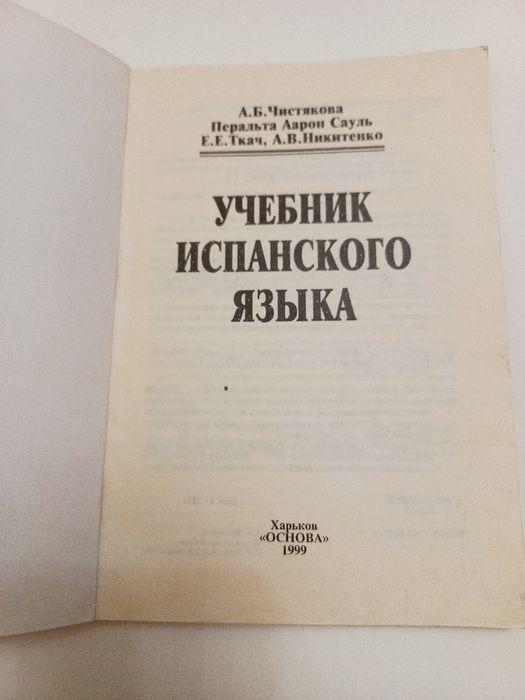 А.Б.Чистякова
Перальта Аарон Сауль
Е.Е.Ткач, А.В.Никитенко
УЧЕБНИК
ИСПАНСКОГО
ЯЗЫКА
Харьков
«ОСНОВА»
1999